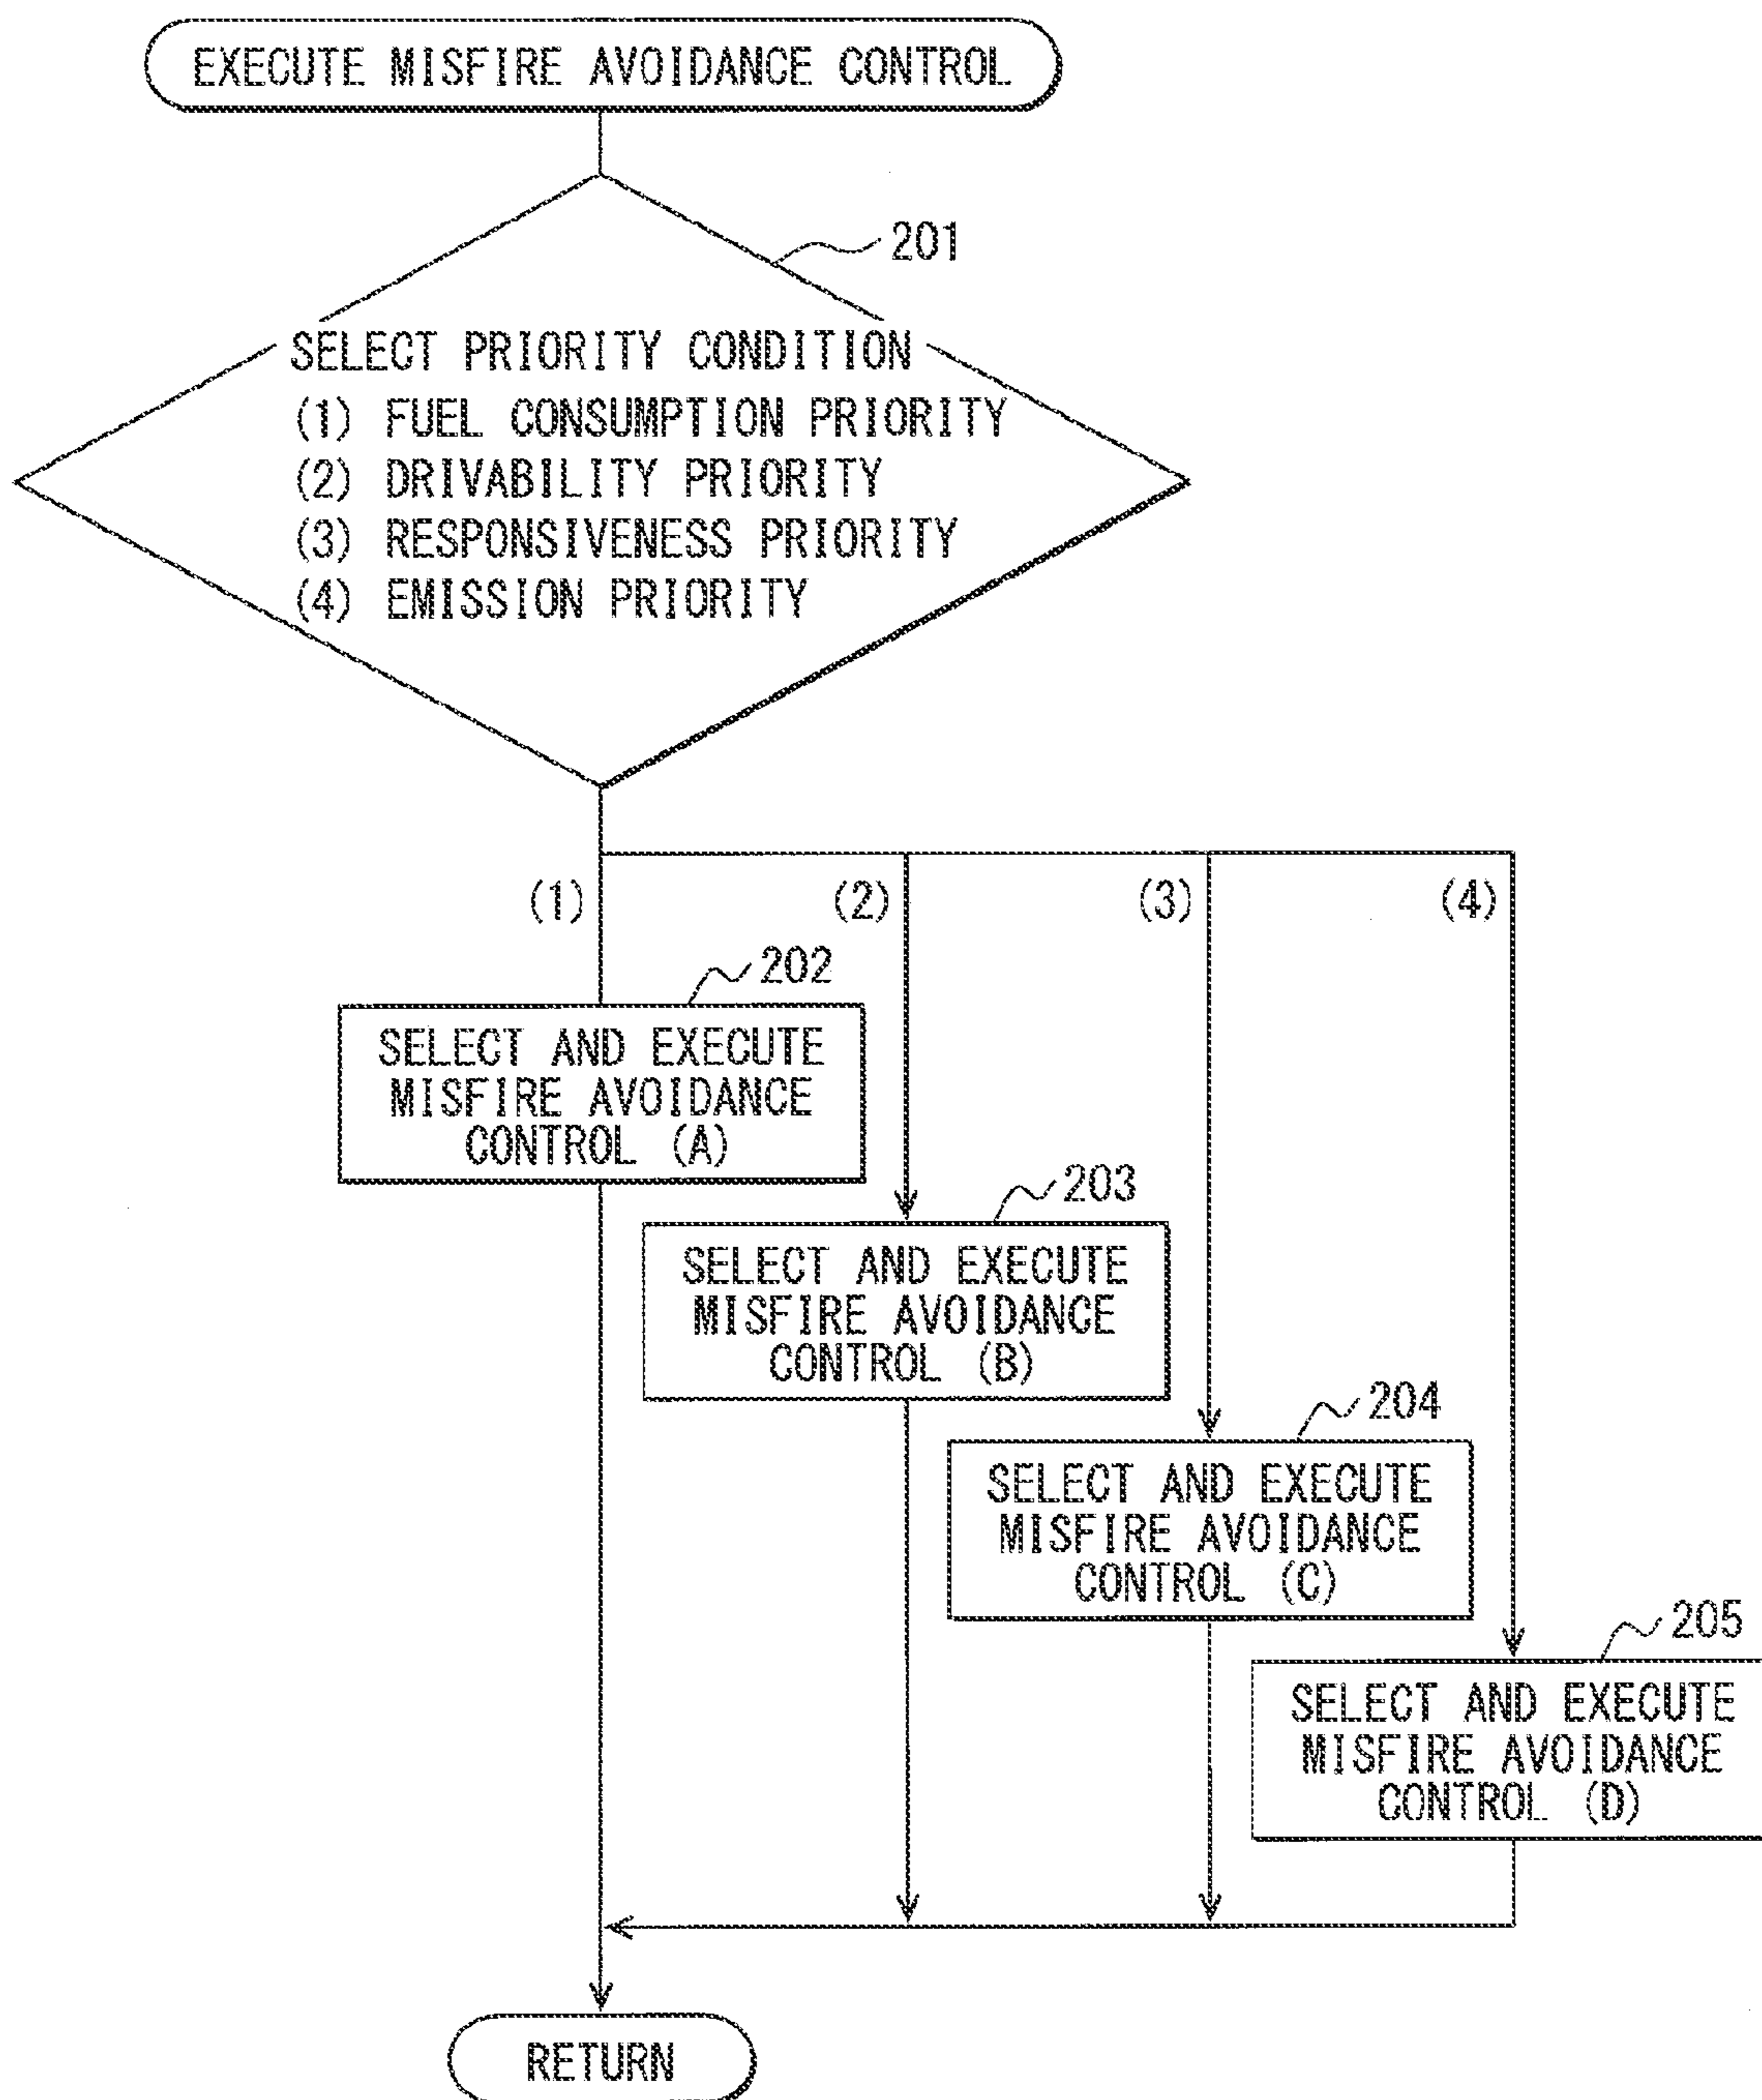 EXECUTE MISFIRE AVOIDANCE CONTROL
201
SELECT PRIORITY CONDITION
(1) FUEL CONSUMPTION PRIORITY
(2) DRIVABILITY PRIORITY
(3) RESPONSIVENESS PRIORITY
(4) EMISSION PRIORITY
(1) (2) (3) (4)
202
SELECT AND EXECUTE
MISFIRE AVOIDANCE
CONTROL (A)
203
SELECT AND EXECUTE
MISFIRE AVOIDANCE
CONTROL (B)
204
SELECT AND EXECUTE
MISFIRE AVOIDANCE
CONTROL (C)
205
SELECT AND EXECUTE
MISFIRE AVOIDANCE
CONTROL (D)
RETURN